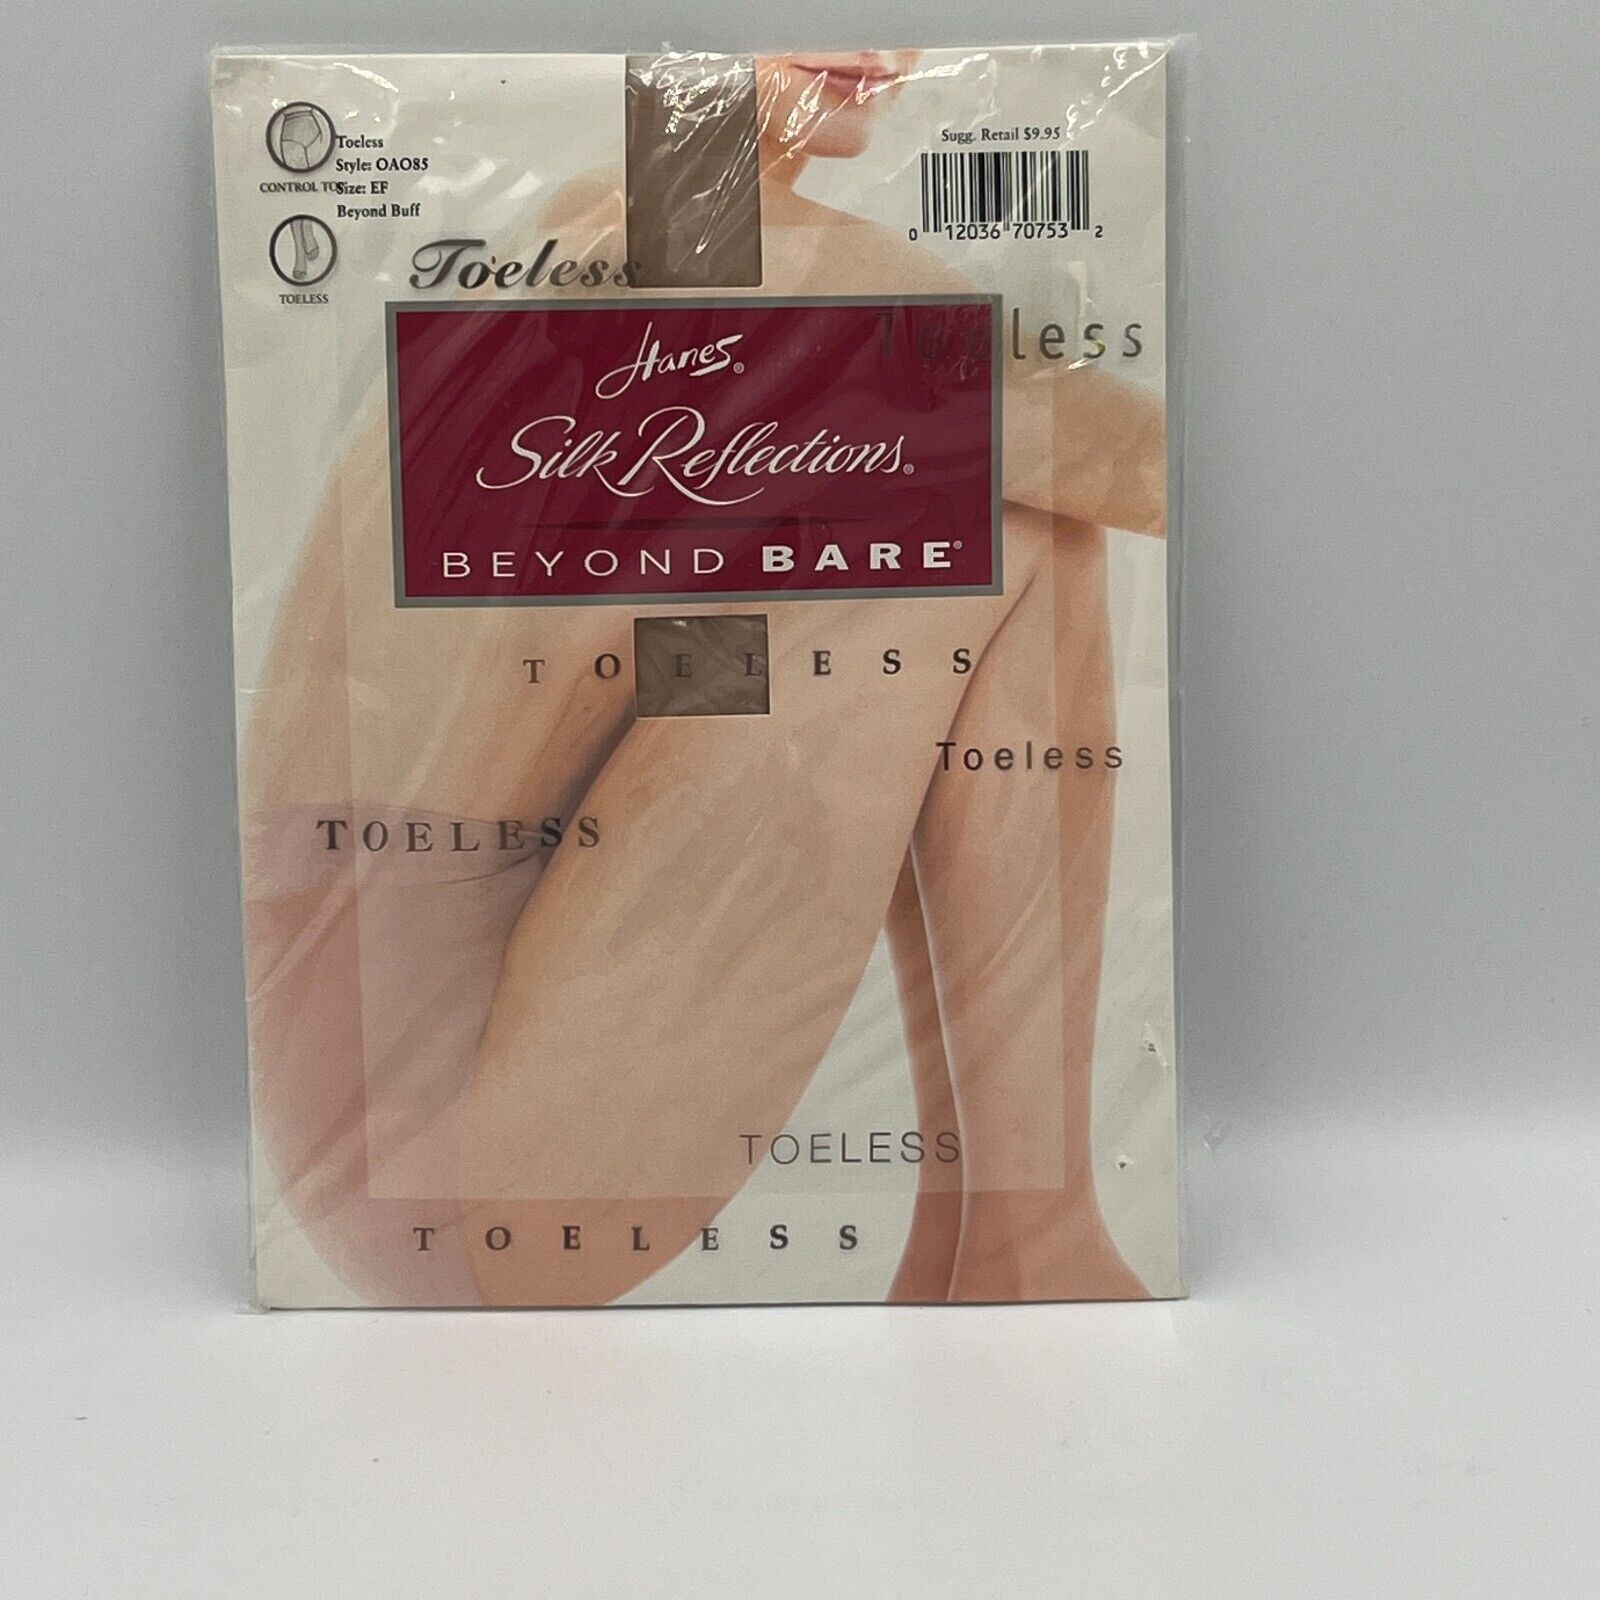 Sugg. Retail $9.95
Toeless
Style: OAO85
CONTROL TO Size: EF
Beyond Buff
0 12036 70753 2
TOELESS
Toeless
Toeless
Hanes®
Silk Reflections®
BEYOND BARE®
TOELESS
Toeless
TOELESS
TOELESS
TOELESS